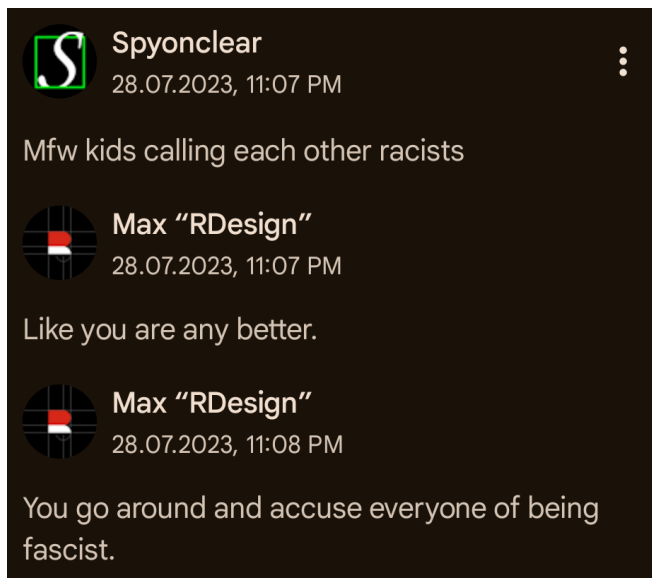 Spyonclear
28.07.2023, 11:07 PM
Mfw kids calling each other racists
Max “RDesign”
28.07.2023, 11:07 PM
Like you are any better.
Max “RDesign”
28.07.2023, 11:08 PM
You go around and accuse everyone of being
fascist.